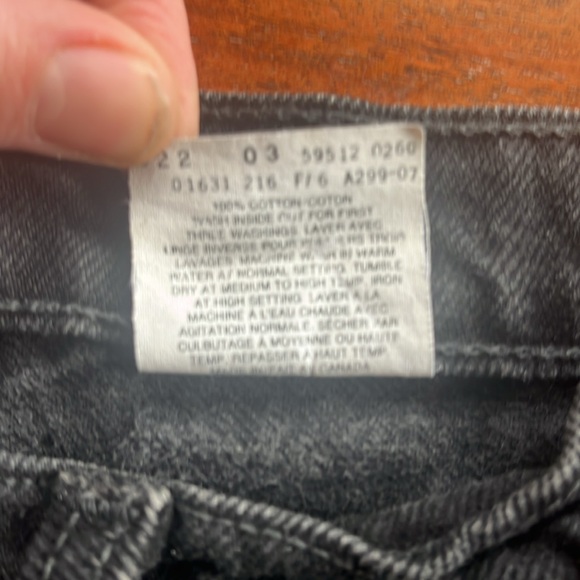 22 03 59512 0260
01631 216 F/6 A299-07
100% COTTON/COTON
WASH INSIDE OUT FOR FIRST
THREE WASHINGS. LAVER AVEC
LINGE INVERSE POUR TROIS
LAVAGES. MACHINE WASH IN WARM
WATER AT NORMAL SETTING. TUMBLE
DRY AT MEDIUM TO HIGH TEMP. IRON
AT HIGH SETTING. LAVER A LA
MACHINE A L'EAU CHAUDE AVEC
AGITATION NORMALE. SÉCHER PAR
CULBUTAGE A MOYENNE OU HAUTE
TEMP. REPASSER A HAUT TEMP.
CANADA